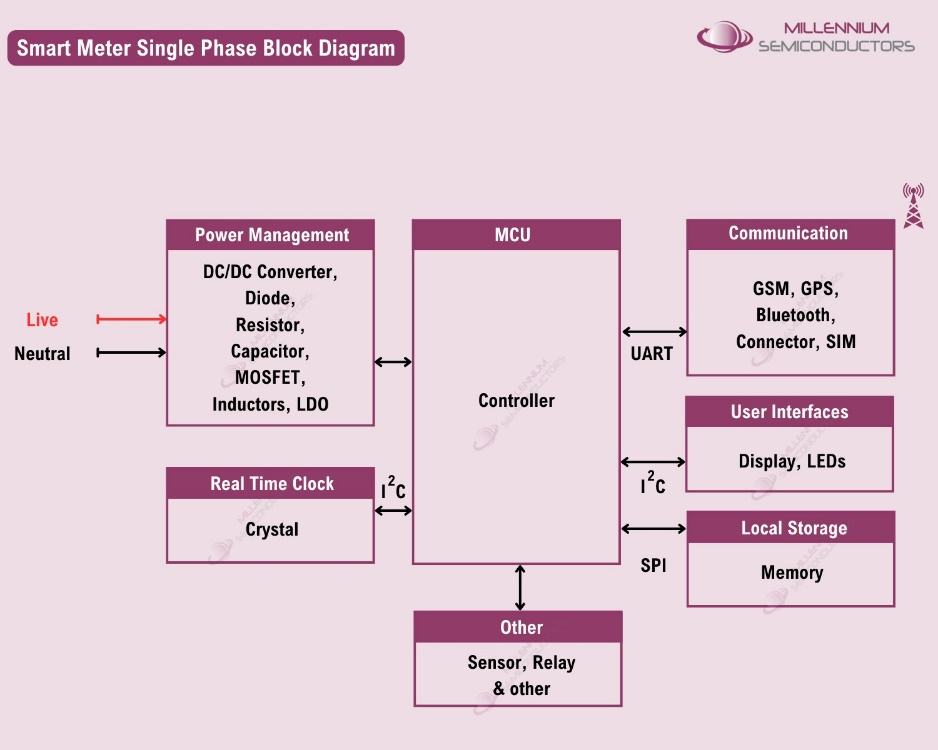 Smart Meter Single Phase Block Diagram
MILLENNIUM
SEMICONDUCTORS
Power Management
DC/DC Converter,
Diode,
Resistor,
Capacitor,
MOSFET,
Inductors, LDO
Live
Neutral
Real Time Clock
Crystal
I²C
MCU
Controller
Other
Sensor, Relay
& other
Communication
GSM, GPS,
Bluetooth,
Connector, SIM
UART
User Interfaces
Display, LEDs
I²C
Local Storage
Memory
SPI